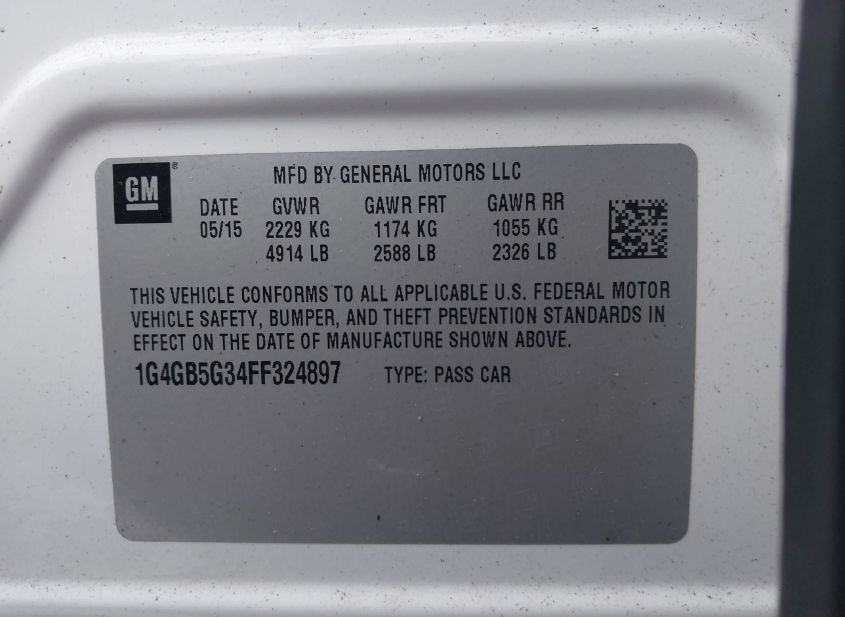 GM®
MFD BY GENERAL MOTORS LLC
DATE GVWR GAWR FRT GAWR RR
05/15 2229 KG 1174 KG 1055 KG
4914 LB 2588 LB 2326 LB
THIS VEHICLE CONFORMS TO ALL APPLICABLE U.S. FEDERAL MOTOR
VEHICLE SAFETY, BUMPER, AND THEFT PREVENTION STANDARDS IN
EFFECT ON THE DATE OF MANUFACTURE SHOWN ABOVE.
1G4GB5G34FF324897 TYPE: PASS CAR